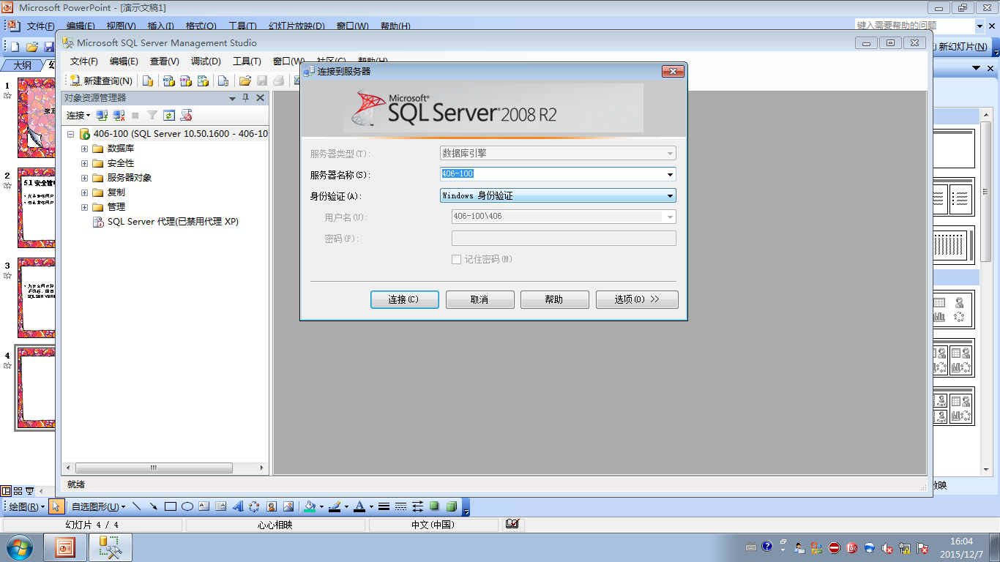 Microsoft PowerPoint - [演示文稿1]
文件(F) 编辑(E) 视图(V) 插入(I) 格式(O) 工具(T) 幻灯片放映(D) 窗口(W) 帮助(H)
键入需要帮助的问题
新幻灯片(N)
大纲
Microsoft SQL Server Management Studio
文件(F) 编辑(E) 查看(V) 调试(D) 工具(T) 窗口(W) 社区(C) 帮助(H)
新建查询(N)
对象资源管理器
连接
406-100 (SQL Server 10.50.1600 - 406-10
数据库
安全性
服务器对象
复制
管理
SQL Server 代理(已禁用代理 XP)
连接到服务器
Microsoft®
SQL Server 2008 R2
服务器类型(T):
数据库引擎
服务器名称(S):
406-100
身份验证(A):
Windows 身份验证
用户名(U):
406-100\406
密码(P):
记住密码(M)
连接(C)
取消
帮助
选项(O) >>
1
2
5.1 安全管
3
4
就绪
放映
绘图(R) 自选图形(U)
幻灯片 4 / 4
心心相映
中文(中国)
16:04
2015/12/7